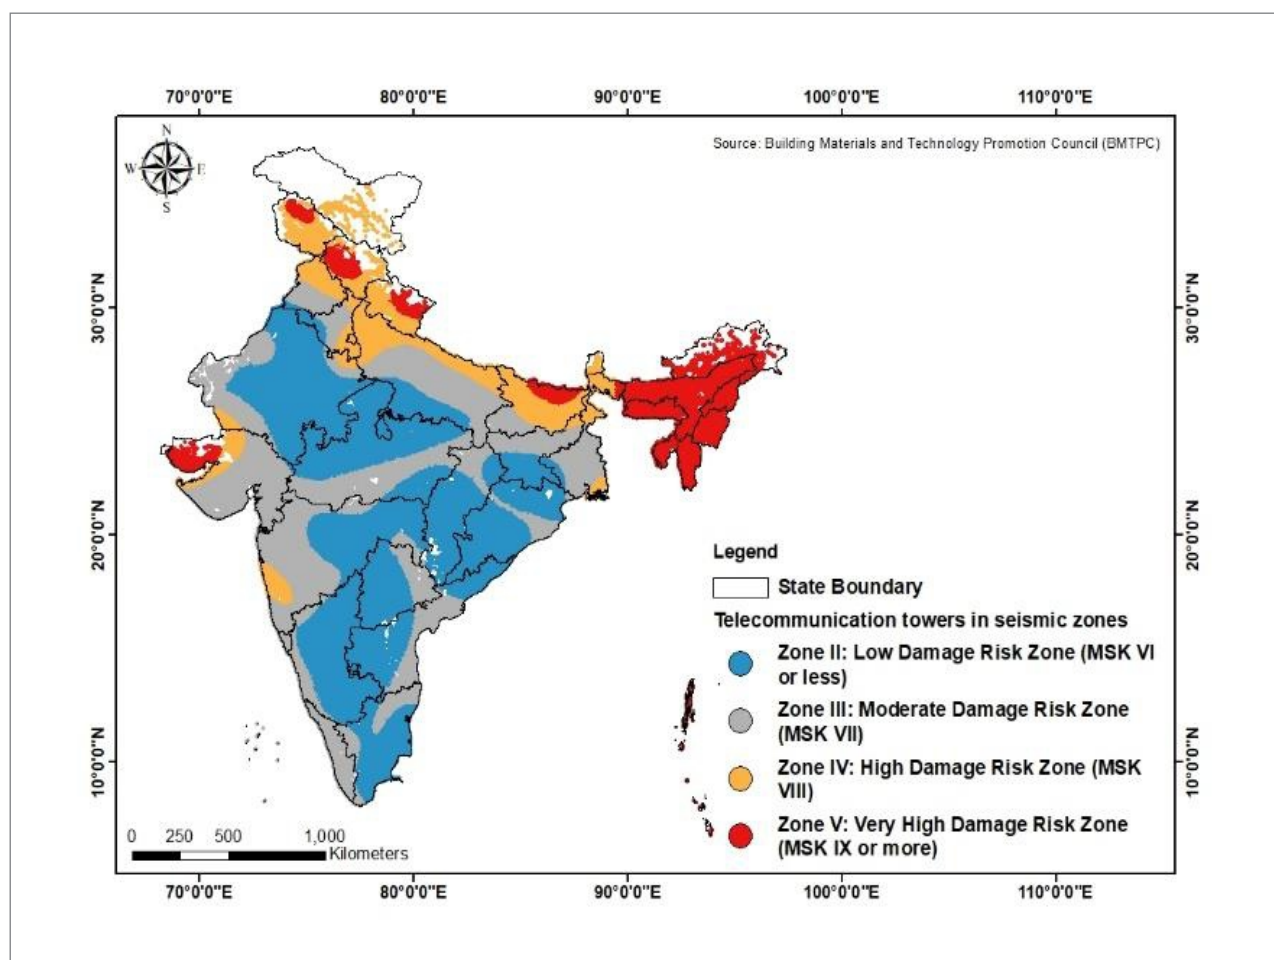 70°0'0"E 80°0'0"E 90°0'0"E 100°0'0"E 110°0'0"E
Source: Building Materials and Technology Promotion Council (BMTPC)
N
W E
S
30°0'0"N 30°0'0"N
20°0'0"N 20°0'0"N
Legend
State Boundary
Telecommunication towers in seismic zones
Zone II: Low Damage Risk Zone (MSK VI
or less)
Zone III: Moderate Damage Risk Zone
(MSK VII)
10°0'0"N 10°0'0"N
Zone IV: High Damage Risk Zone (MSK
VIII)
Zone V: Very High Damage Risk Zone
(MSK IX or more)
0 250 500 1,000
Kilometers
70°0'0"E 80°0'0"E 90°0'0"E 100°0'0"E 110°0'0"E